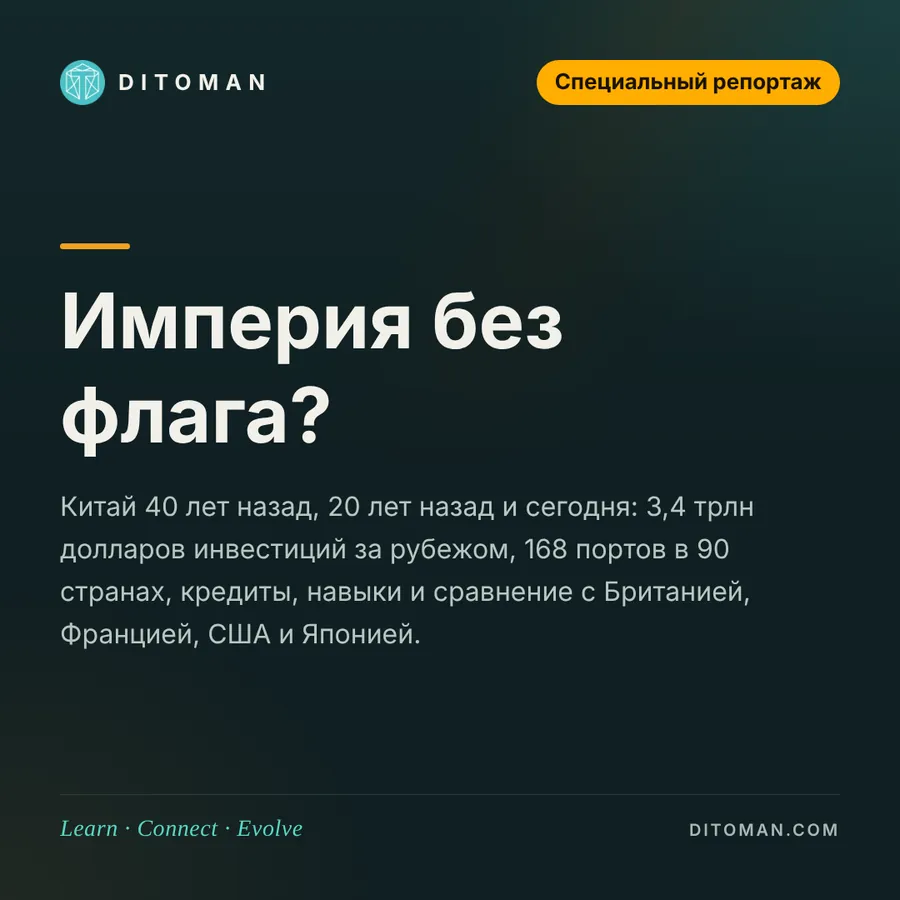 DITOMAN
Специальный репортаж
Империя без
флага?
Китай 40 лет назад, 20 лет назад и сегодня: 3,4 трлн
долларов инвестиций за рубежом, 168 портов в 90
странах, кредиты, навыки и сравнение с Британией,
Францией, США и Японией.
Learn · Connect · Evolve
DITOMAN.COM